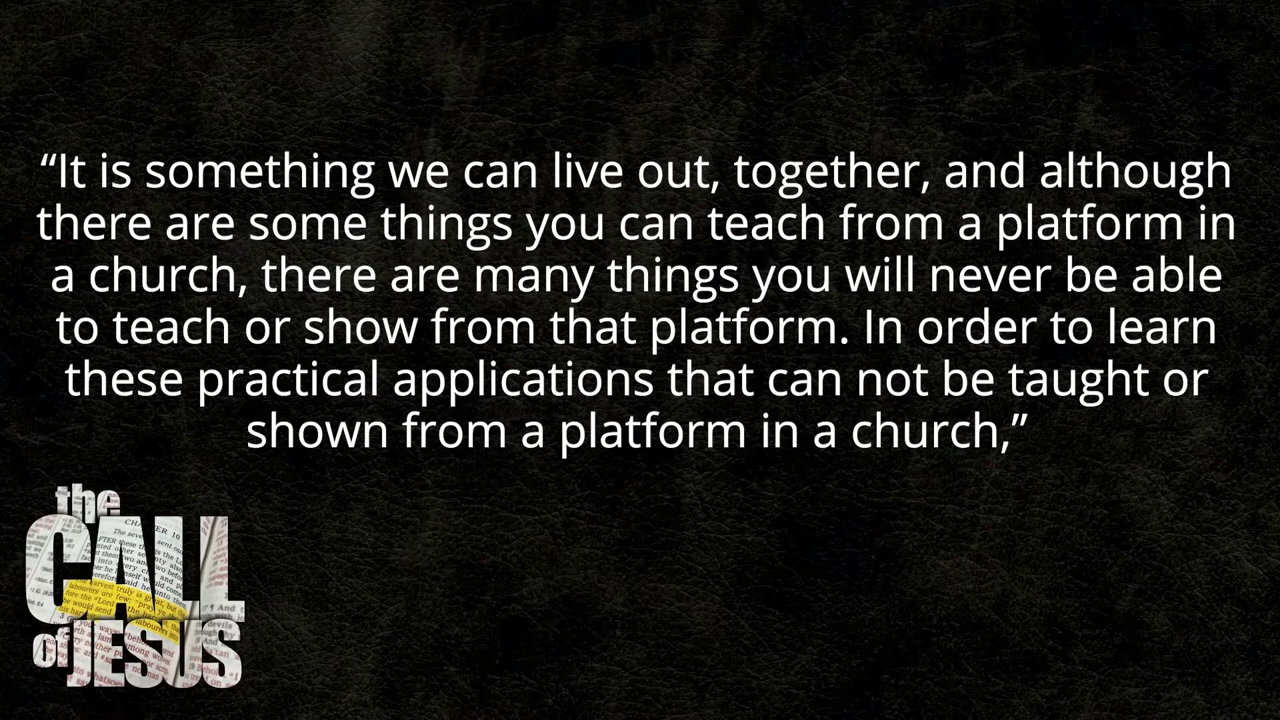 “It is something we can live out, together, and although
there are some things you can teach from a platform in
a church, there are many things you will never be able
to teach or show from that platform. In order to learn
these practical applications that can not be taught or
shown from a platform in a church,”
the
CALL
of JESUS